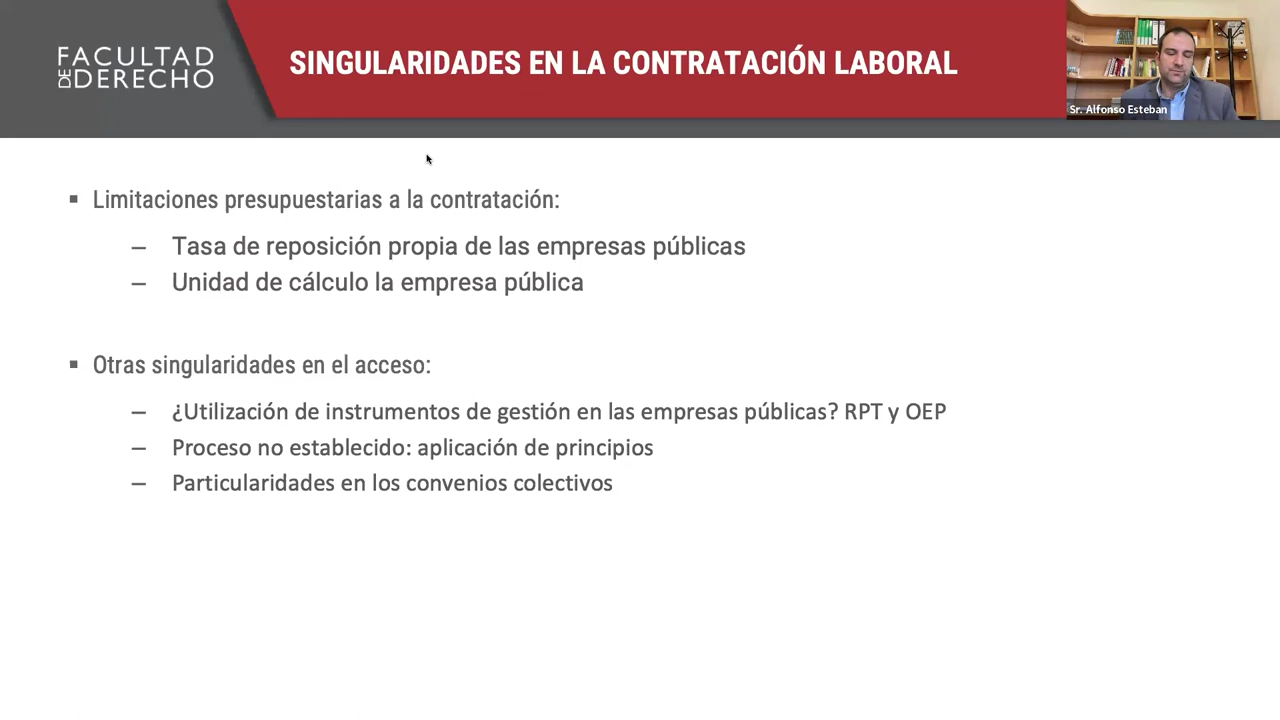 FACULTAD
DE DERECHO
SINGULARIDADES EN LA CONTRATACIÓN LABORAL
Sr. Alfonso Esteban
▪ Limitaciones presupuestarias a la contratación:
– Tasa de reposición propia de las empresas públicas
– Unidad de cálculo la empresa pública
▪ Otras singularidades en el acceso:
– ¿Utilización de instrumentos de gestión en las empresas públicas? RPT y OEP
– Proceso no establecido: aplicación de principios
– Particularidades en los convenios colectivos